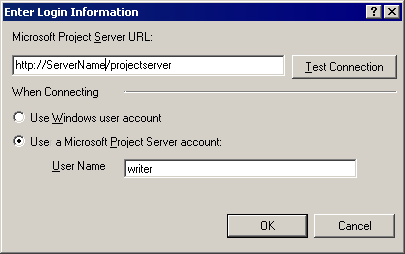 Enter Login Information
Microsoft Project Server URL:
http://ServerName/projectserver
Test Connection
When Connecting
Use Windows user account
Use a Microsoft Project Server account:
User Name
writer
OK
Cancel